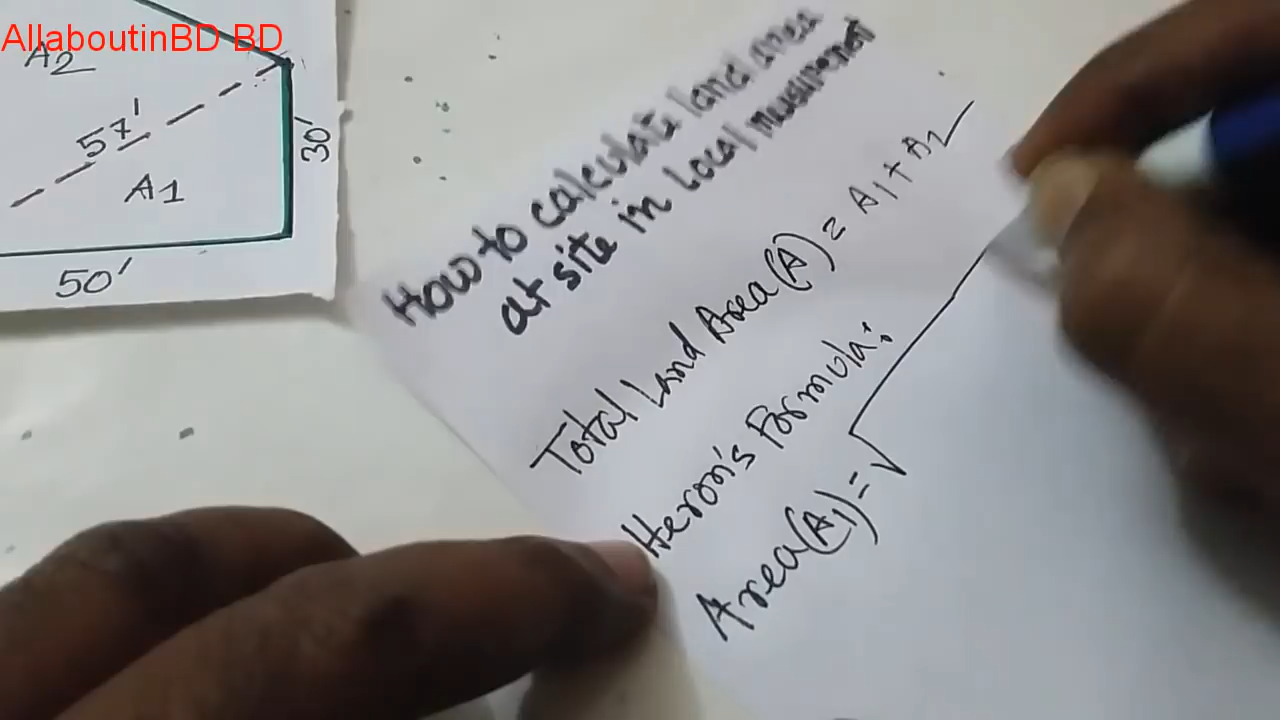 AllaboutinBD BD
A2
57'
30'
A1
50'
How to calculate land area
at site in Local measurement
Total Land Area(A) = A1 + A2
Heron's Formula:
Area(A1) = √